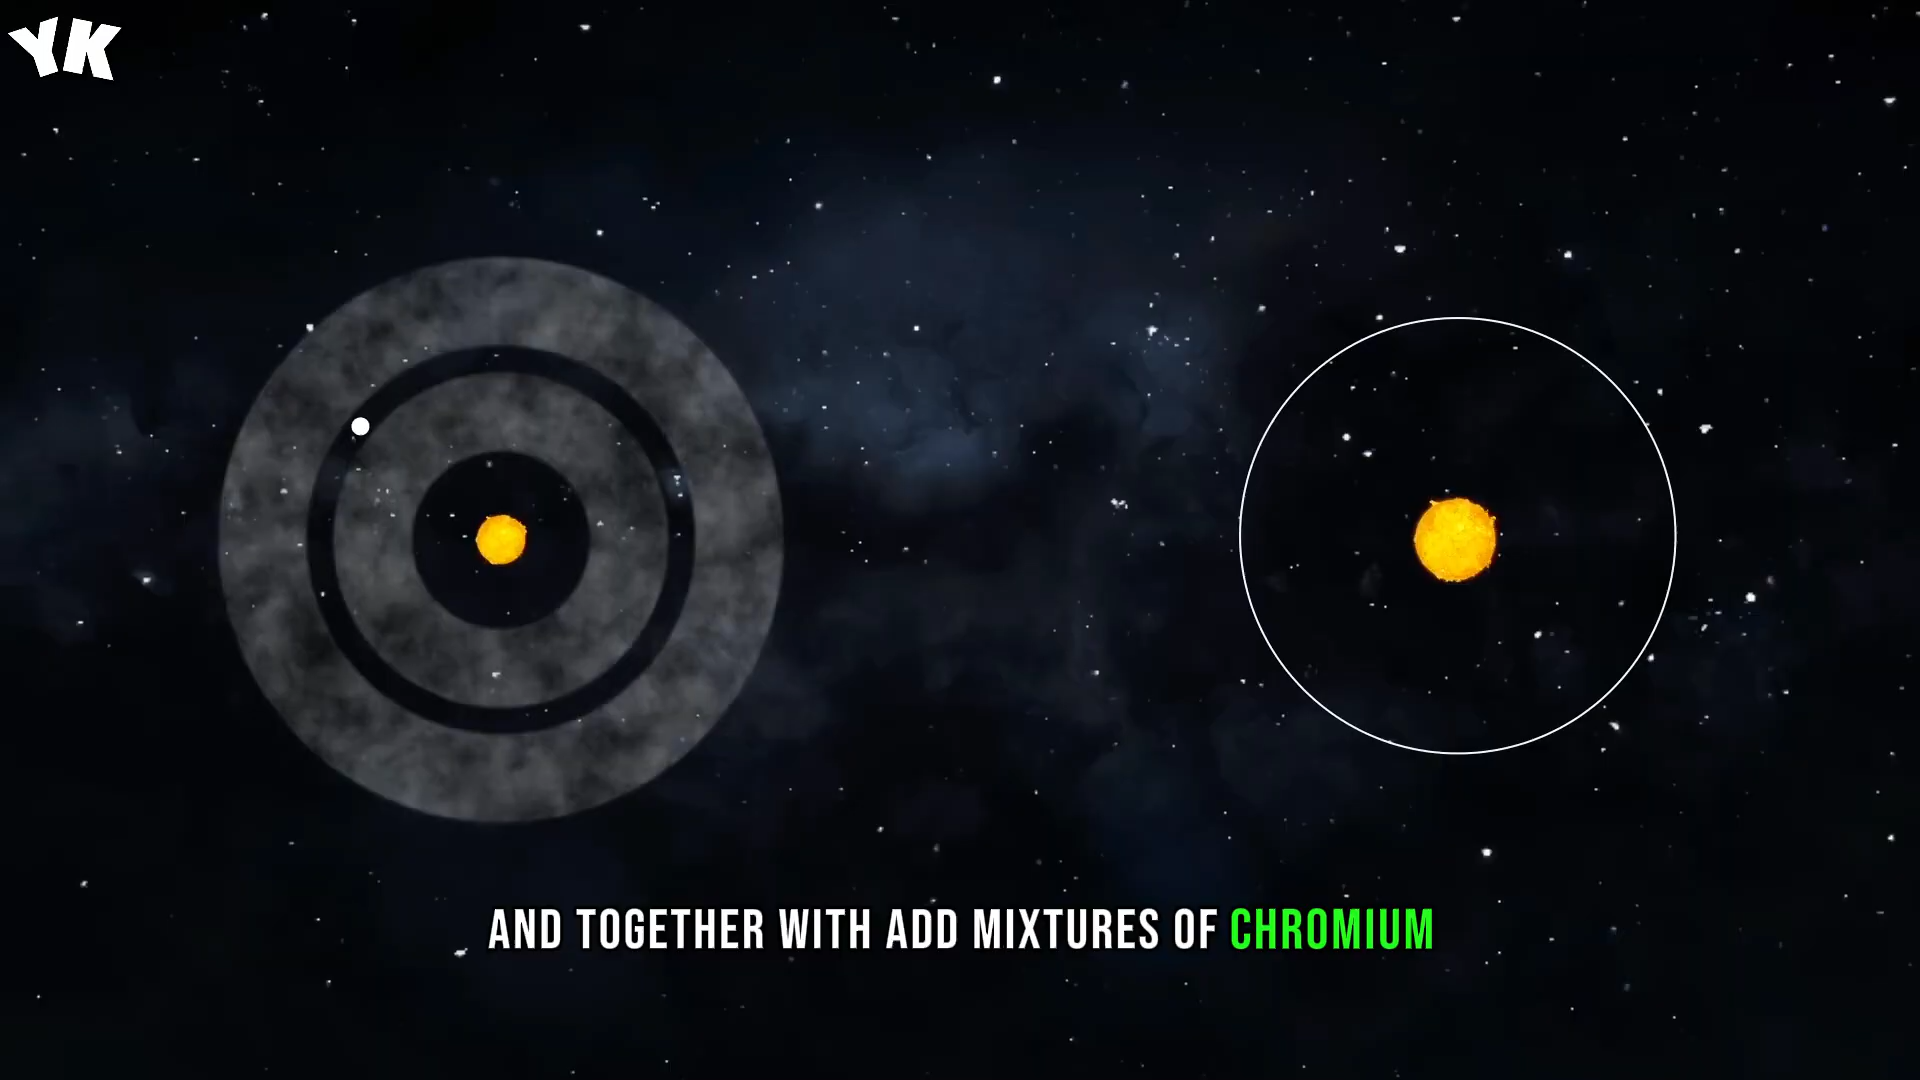 YK
AND TOGETHER WITH ADD MIXTURES OF CHROMIUM